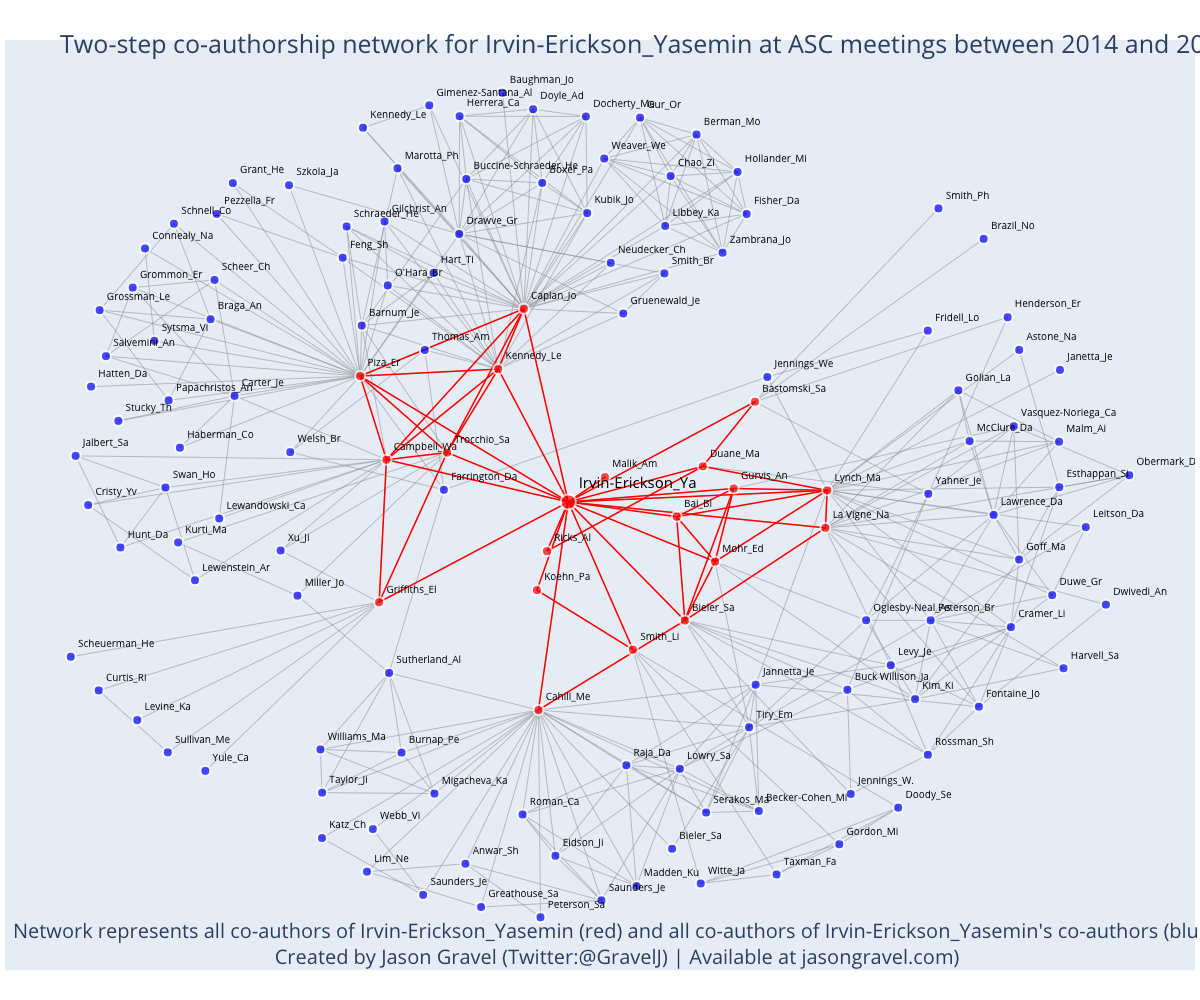 Two-step co-authorship network for Irvin-Erickson_Yasemin at ASC meetings between 2014 and 20
Baughman_Jo
Gimenez-Santana_Al
Doyle_Ad
Herrera_Ca
Docherty_Me
Gur_Or
Kennedy_Le
Berman_Mo
Weaver_We
Marotta_Ph
Hollander_Mi
Chao_Zi
Buccine-Schraeder_He
Boxer_Pa
Grant_He
Szkola_Ja
Smith_Ph
Pezzella_Fr
Kubik_Jo
Fisher_Da
Gilchrist_An
Schnell_Co
Schraeder_He
Libbey_Ka
Drawve_Gr
Brazil_No
Connealy_Na
Feng_Sh
Zambrana_Jo
Neudecker_Ch
Hart_Ti
Smith_Br
Scheer_Ch
O'Hara_Br
Grommon_Er
Caplan_Jo
Grossman_Le
Gruenewald_Je
Henderson_Er
Braga_An
Barnum_Je
Fridell_Lo
Sytsma_Vi
Thomas_Am
Astone_Na
Salvemini_An
Kennedy_Le
Janetta_Je
Piza_Er
Jennings_We
Hatten_Da
Papachristos_An
Carter_Je
Bastomski_Sa
Golian_La
Stucky_Th
Vasquez-Noriega_Ca
Haberman_Co
Welsh_Br
Trocchio_Sa
McClure_Da
Malm_Ai
Jalbert_Sa
Campbell_Wa
Duane_Ma
Obermark_D
Malik_Am
Swan_Ho
Farrington_Da
Irvin-Erickson_Ya
Gurvis_An
Lynch_Ma
Yahner_Je
Esthappan_Si
Cristy_Yv
Lewandowski_Ca
Bal_Bi
La Vigne_Na
Lawrence_Da
Leitson_Da
Hunt_Da
Kurti_Ma
Xu_Ji
Ricks_Al
Mohr_Ed
Goff_Ma
Lewenstein_Ar
Miller_Jo
Griffiths_El
Koehn_Pa
Duwe_Gr
Dwivedi_An
Bieler_Sa
Oglesby-Neal_As
Peterson_Br
Cramer_Li
Scheuerman_He
Smith_Li
Levy_Je
Harvell_Sa
Sutherland_Al
Jannetta_Je
Buck Willison_Ja
Kim_Ki
Fontaine_Jo
Curtis_Ri
Cahill_Me
Levine_Ka
Tiry_Em
Sullivan_Me
Williams_Ma
Burnap_Pe
Rossman_Sh
Yule_Ca
Raja_Da
Lowry_Sa
Taylor_Ji
Migacheva_Ka
Jennings_W.
Roman_Ca
Serakos_Ma
Becker-Cohen_Mi
Doody_Se
Katz_Ch
Webb_Vi
Bieler_Sa
Gordon_Mi
Lim_Ne
Anwar_Sh
Eidson_Ji
Witte_Ja
Taxman_Fa
Madden_Ku
Saunders_Je
Saunders_Je
Greathouse_Sa
Peterson_Sa
Network represents all co-authors of Irvin-Erickson_Yasemin (red) and all co-authors of Irvin-Erickson_Yasemin's co-authors (blu
Created by Jason Gravel (Twitter:@GravelJ) | Available at jasongravel.com)